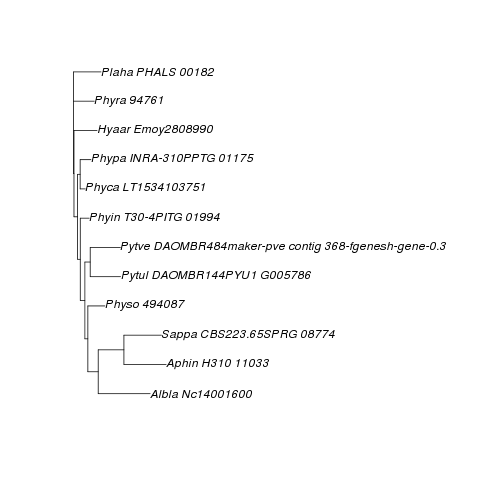 Plaha PHALS 00182
Phyra 94761
Hyaar Emoy2808990
Phypa INRA-310PPTG 01175
Phyca LT1534103751
Phyin T30-4PITG 01994
Pytve DAOMBR484maker-pve contig 368-fgenesh-gene-0.3
Pytul DAOMBR144PYU1 G005786
Physo 494087
Sappa CBS223.65SPRG 08774
Aphin H310 11033
Albla Nc14001600